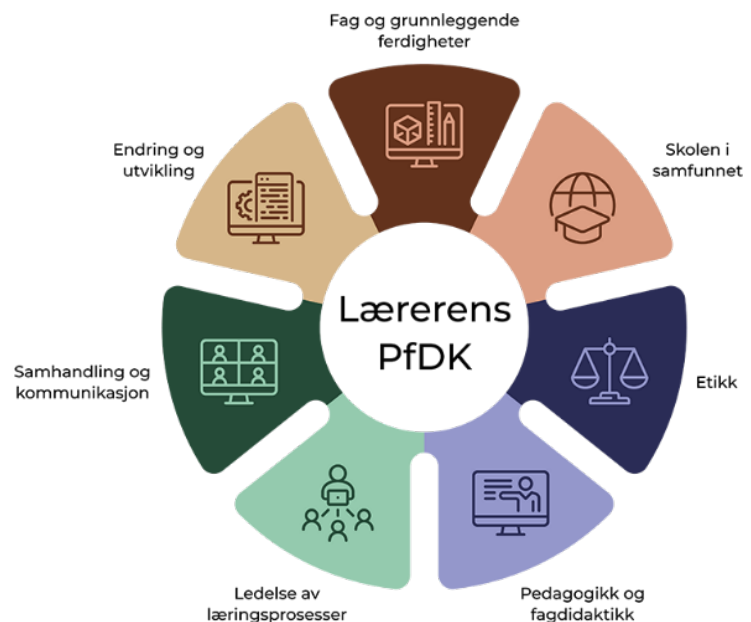 Fag og grunnleggende
ferdigheter
Skolen i
samfunnet
Etikk
Pedagogikk og
fagdidaktikk
Ledelse av
læringsprosesser
Samhandling og
kommunikasjon
Endring og
utvikling
Lærerens
PfDK